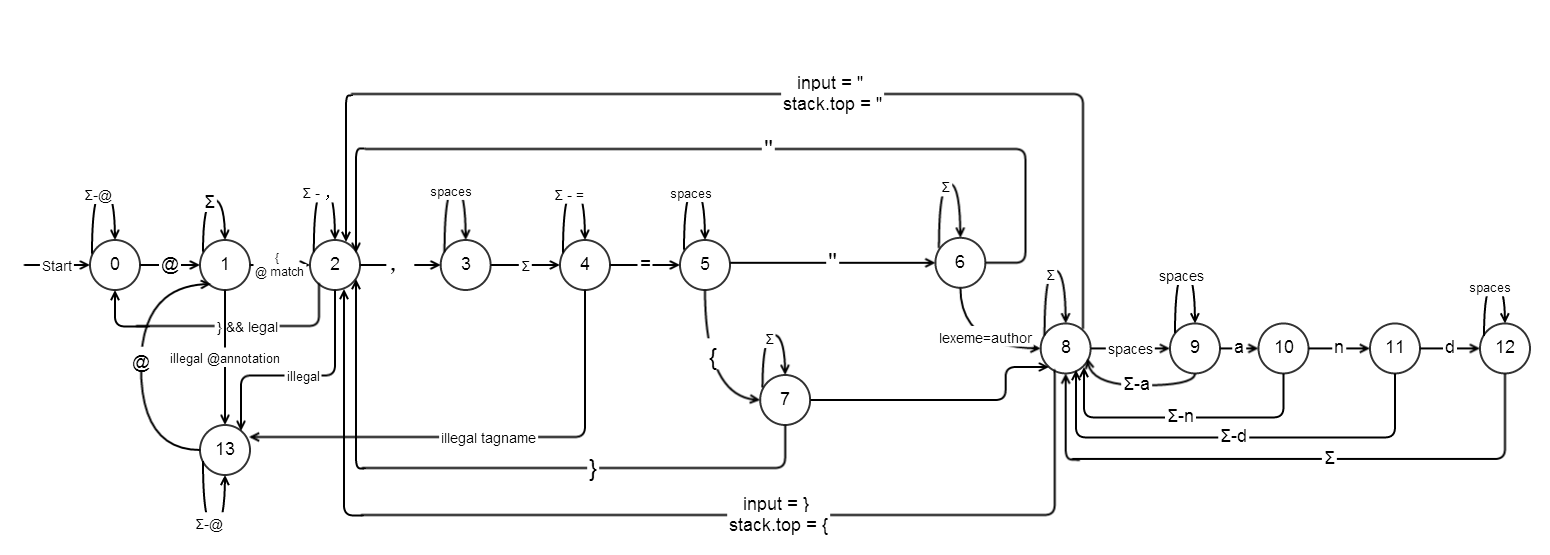 input = "
stack.top = "
"
Σ-@
Σ
Σ - ,
spaces
Σ - =
spaces
Σ
Start
0
@
1
{
@ match
2
,
3
Σ
4
=
5
"
6
Σ
spaces
spaces
} && legal
lexeme=author
8
spaces
9
a
10
n
11
d
12
@
illegal @annotation
{
Σ
illegal
Σ-a
7
Σ-n
illegal tagname
Σ-d
13
Σ
}
input = }
stack.top = {
Σ-@